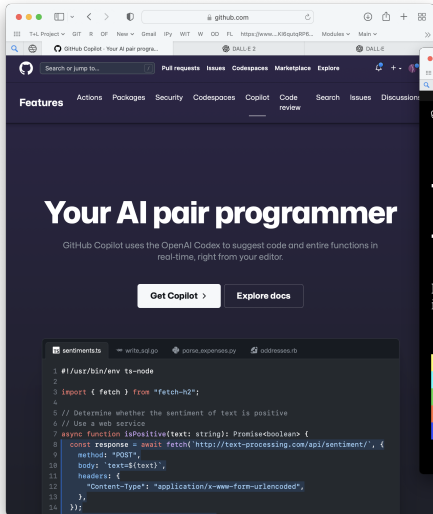 github.com
T+L Project GIT R OF New Gmail IPy WIT W OD FL Modules Main
GitHub Copilot · Your AI pair progra...
DALL·E 2
DALL·E
Search or jump to... /
Pull requests Issues Codespaces Marketplace Explore
Features
Actions Packages Security Codespaces Copilot Code review Search Issues Discussions
Your AI pair programmer
GitHub Copilot uses the OpenAI Codex to suggest code and entire functions in
real-time, right from your editor.
Get Copilot >
Explore docs
TS sentiments.ts write_sql.go parse_expenses.py addresses.rb
1 #!/usr/bin/env ts-node
2
3 import { fetch } from "fetch-h2";
4
5 // Determine whether the sentiment of text is positive
6 // Use a web service
7 async function isPositive(text: string): Promise<boolean> {
8 const response = await fetch(`http://text-processing.com/api/sentiment/`, {
9 method: "POST",
10 body: `text=${text}`,
11 headers: {
12 "Content-Type": "application/x-www-form-urlencoded",
13 },
14 });